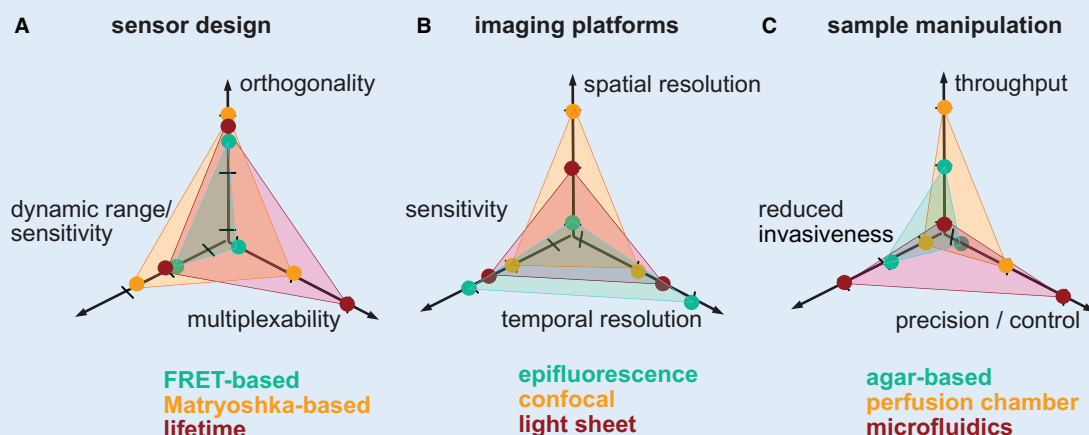 A sensor design
orthogonality
dynamic range/
sensitivity
multiplexability
FRET-based
Matryoshka-based
lifetime
B imaging platforms
spatial resolution
sensitivity
temporal resolution
epifluorescence
confocal
light sheet
C sample manipulation
throughput
reduced
invasiveness
precision / control
agar-based
perfusion chamber
microfluidics